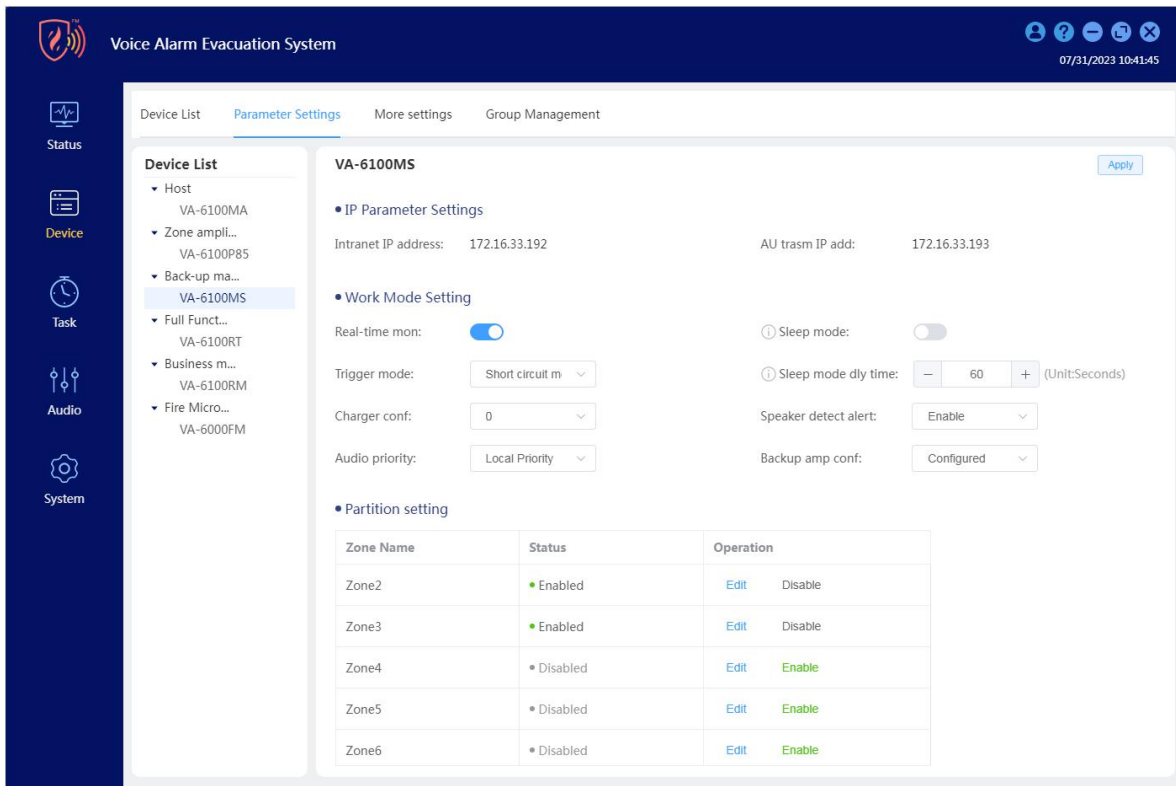 TM
Voice Alarm Evacuation System
07/31/2023 10:41:45
Status
Device
Task
Audio
System
Device List Parameter Settings More settings Group Management
Device List
Host
VA-6100MA
Zone ampli...
VA-6100P85
Back-up ma...
VA-6100MS
Full Funct...
VA-6100RT
Business m...
VA-6100RM
Fire Micro...
VA-6000FM
VA-6100MS Apply
IP Parameter Settings
Intranet IP address: 172.16.33.192 AU trasm IP add: 172.16.33.193
Work Mode Setting
Real-time mon: Sleep mode:
Trigger mode: Short circuit m Sleep mode dly time: − 60 + (Unit:Seconds)
Charger conf: 0 Speaker detect alert: Enable
Audio priority: Local Priority Backup amp conf: Configured
Partition setting
Zone Name Status Operation
Zone2 Enabled Edit Disable
Zone3 Enabled Edit Disable
Zone4 Disabled Edit Enable
Zone5 Disabled Edit Enable
Zone6 Disabled Edit Enable